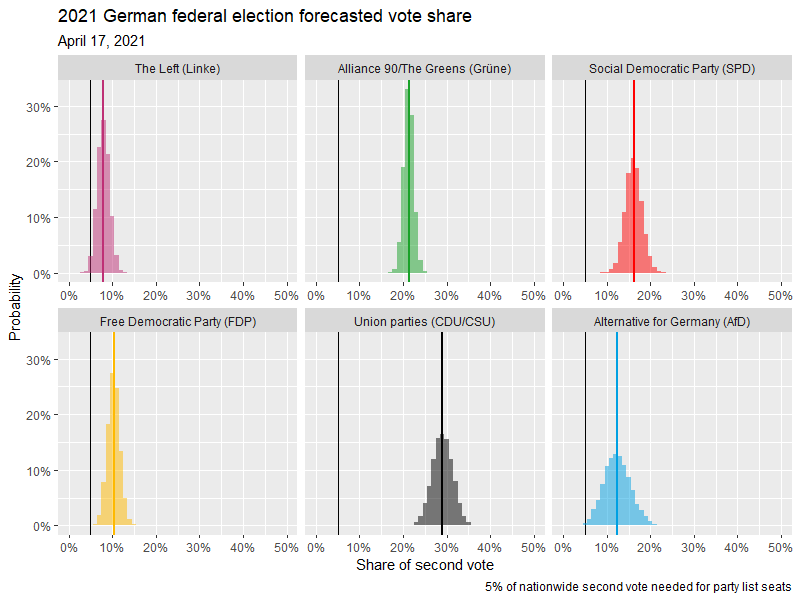 2021 German federal election forecasted vote share
April 17, 2021
The Left (Linke)
Alliance 90/The Greens (Grüne)
Social Democratic Party (SPD)
30%
20%
10%
0%
0% 10% 20% 30% 40% 50%
0% 10% 20% 30% 40% 50%
0% 10% 20% 30% 40% 50%
Probability
Free Democratic Party (FDP)
Union parties (CDU/CSU)
Alternative for Germany (AfD)
30%
20%
10%
0%
0% 10% 20% 30% 40% 50%
0% 10% 20% 30% 40% 50%
0% 10% 20% 30% 40% 50%
Share of second vote
5% of nationwide second vote needed for party list seats